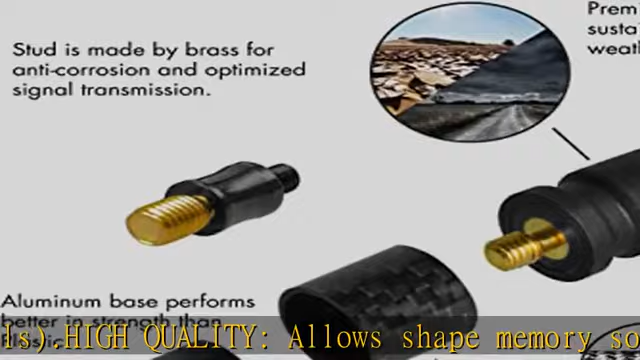 Stud is made by brass for
anti-corrosion and optimized
signal transmission.
Aluminum base performs
better in strength than
ls).HIGH QUALITY: Allows shape memory so